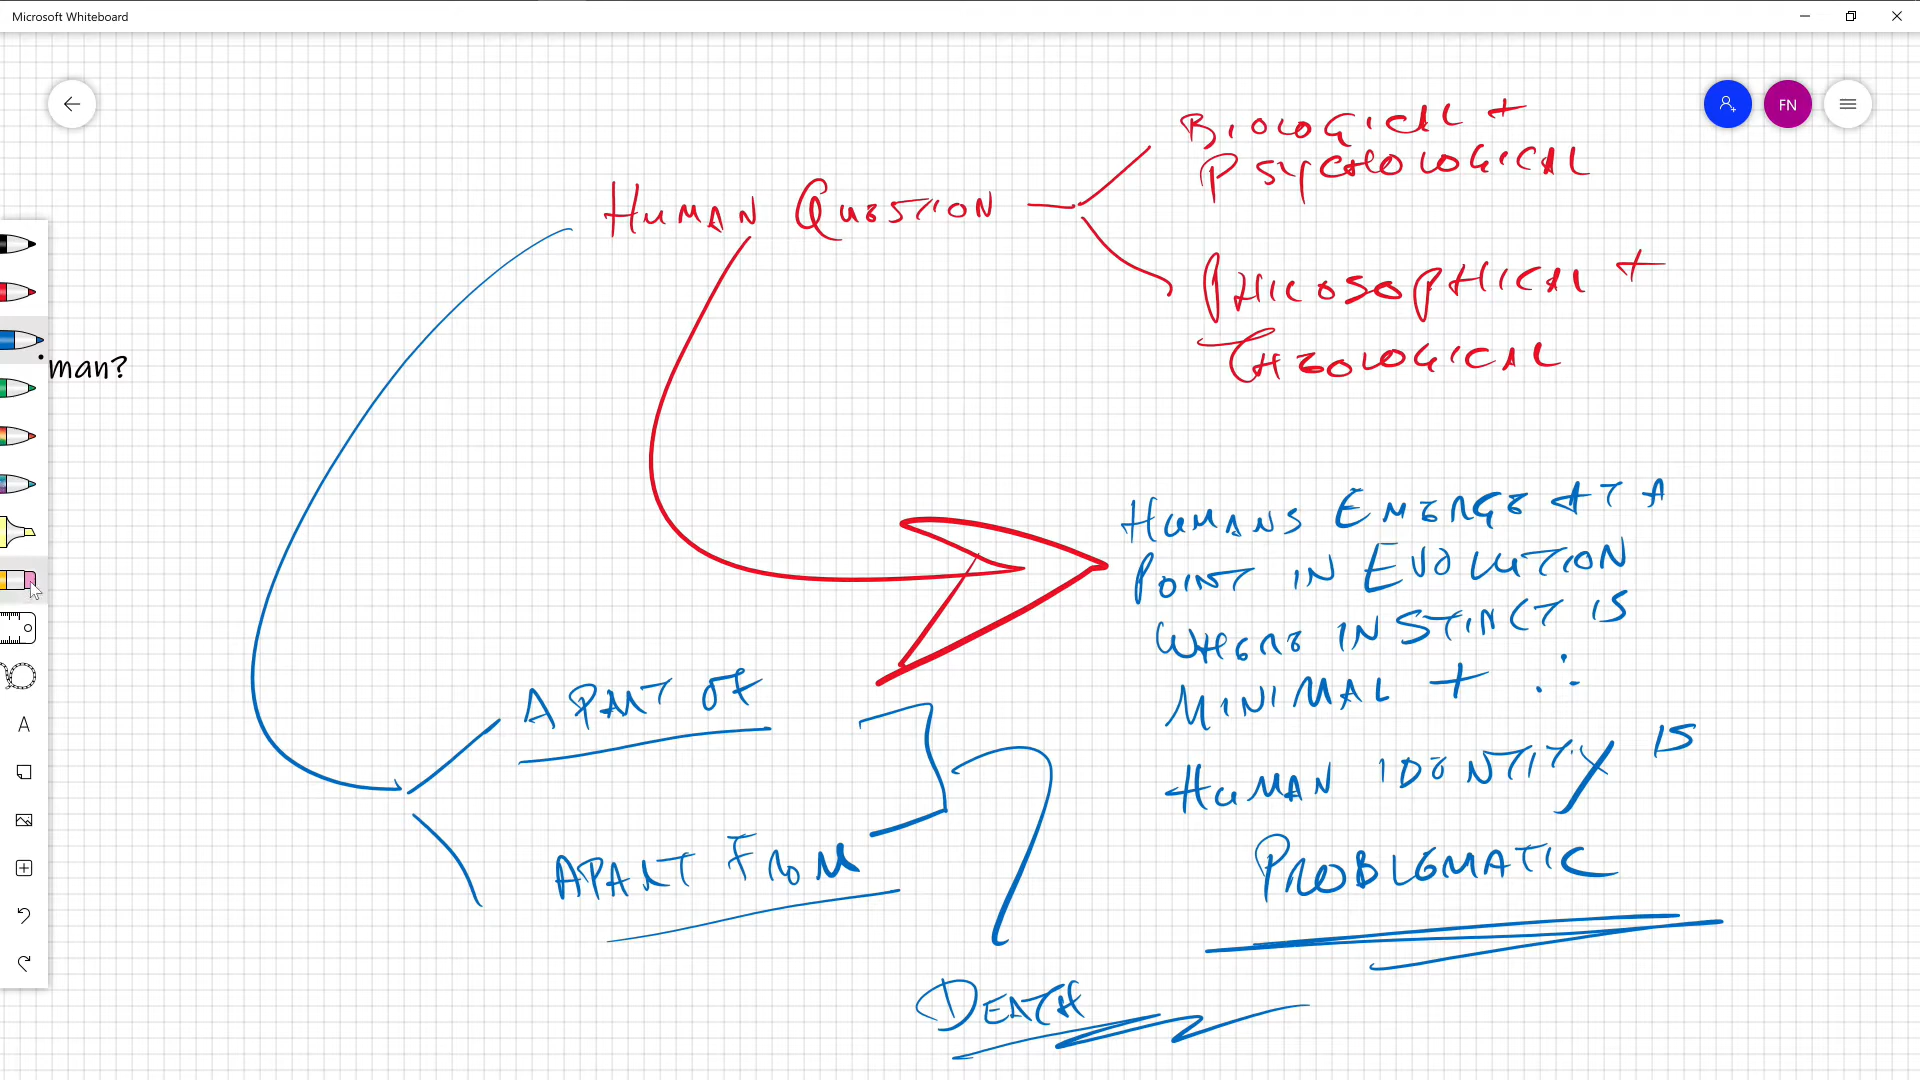 Microsoft Whiteboard
FN
BIOLOGICAL +
PSYCHOLOGICAL
HUMAN QUESTION
PHILOSOPHICAL +
THEOLOGICAL
man?
HUMANS EMERGE AT A
POINT IN EVOLUTION
WHERE INSTINCT IS
MINIMAL + ∴
HUMAN IDENTITY IS
PROBLEMATIC
A PART OF
APART FROM
DEATH
A